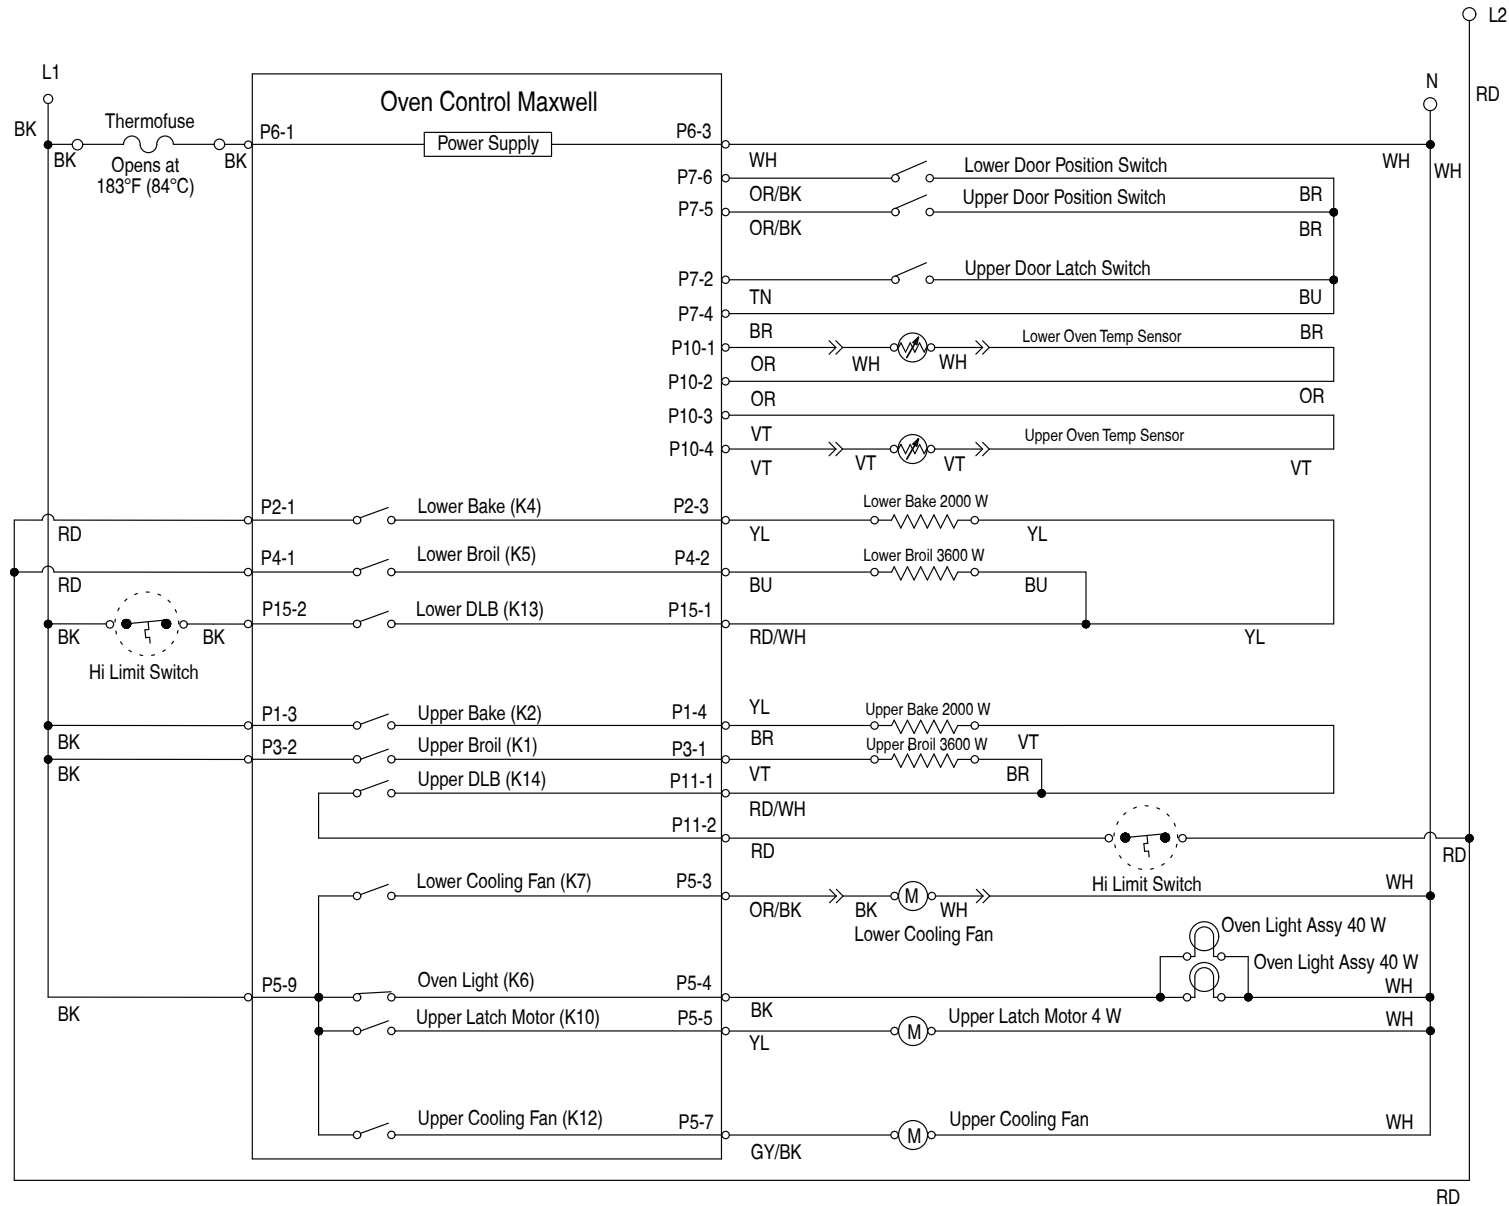 L2
L1
N
RD
Oven Control Maxwell
BK
Thermofuse
P6-1
Power Supply
P6-3
BK
Opens at
183°F (84°C)
BK
WH
WH
WH
P7-6
Lower Door Position Switch
OR/BK
BR
P7-5
Upper Door Position Switch
OR/BK
BR
P7-2
Upper Door Latch Switch
TN
BU
P7-4
BR
Lower Oven Temp Sensor
BR
P10-1
OR
WH
WH
P10-2
OR
OR
P10-3
VT
Upper Oven Temp Sensor
P10-4
VT
VT
VT
VT
P2-1
Lower Bake (K4)
P2-3
Lower Bake 2000 W
RD
YL
YL
P4-1
Lower Broil (K5)
P4-2
Lower Broil 3600 W
RD
BU
BU
P15-2
Lower DLB (K13)
P15-1
BK
BK
RD/WH
YL
Hi Limit Switch
P1-3
Upper Bake (K2)
P1-4
YL
Upper Bake 2000 W
BK
BR
P3-2
Upper Broil (K1)
P3-1
Upper Broil 3600 W
VT
BK
VT
BR
Upper DLB (K14)
P11-1
RD/WH
P11-2
RD
RD
Hi Limit Switch
Lower Cooling Fan (K7)
P5-3
WH
OR/BK
BK
M
WH
Lower Cooling Fan
Oven Light Assy 40 W
Oven Light Assy 40 W
P5-9
Oven Light (K6)
P5-4
WH
BK
BK
Upper Latch Motor (K10)
P5-5
M
Upper Latch Motor 4 W
WH
YL
Upper Cooling Fan (K12)
P5-7
M
Upper Cooling Fan
WH
GY/BK
RD